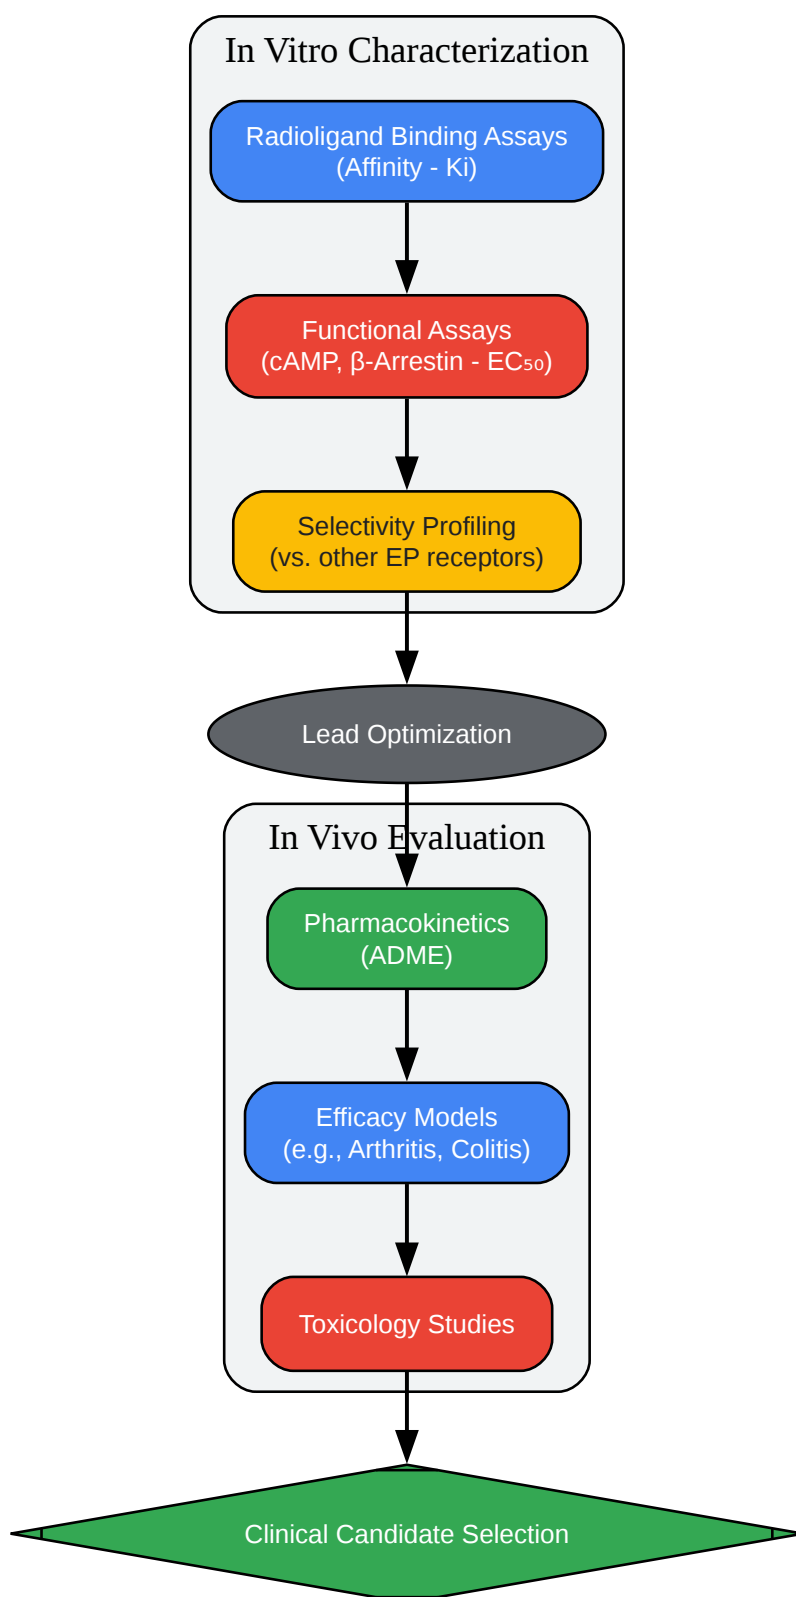 In Vitro Characterization
Radioligand Binding Assays
(Affinity - Ki)
Functional Assays
(cAMP, β-Arrestin - EC₅₀)
Selectivity Profiling
(vs. other EP receptors)
Lead Optimization
In Vivo Evaluation
Pharmacokinetics
(ADME)
Efficacy Models
(e.g., Arthritis, Colitis)
Toxicology Studies
Clinical Candidate Selection